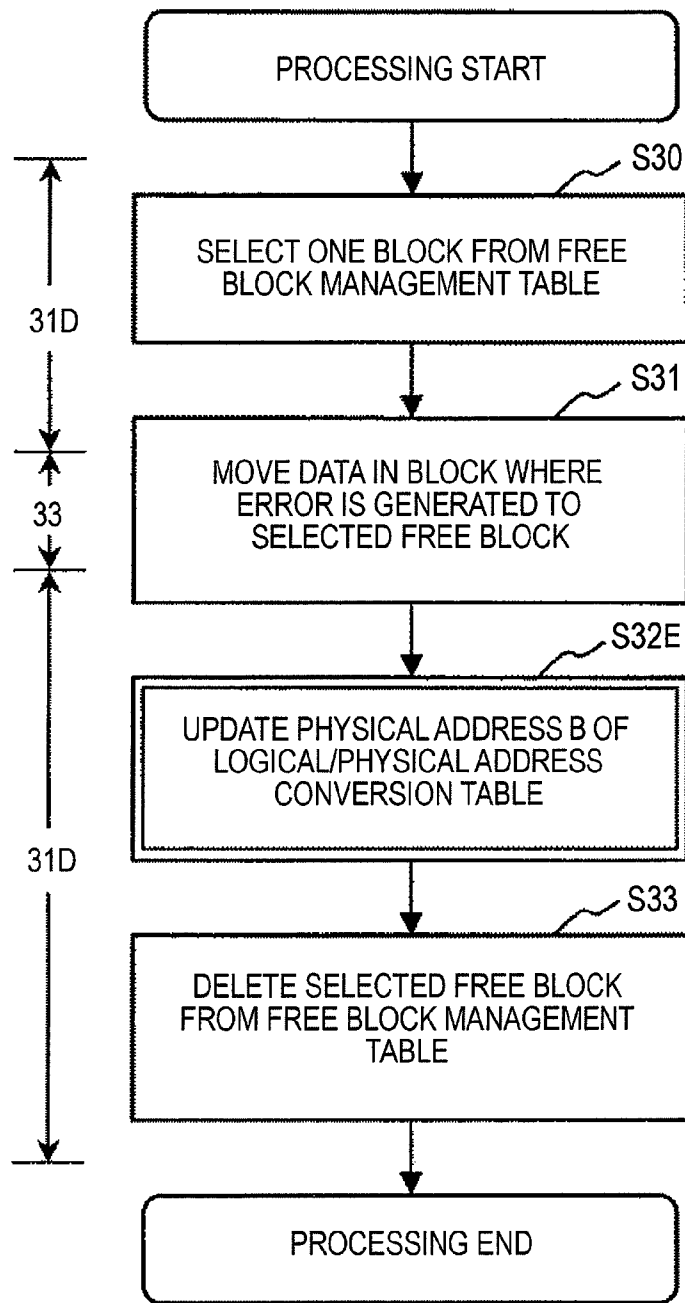 PROCESSING START
S30
SELECT ONE BLOCK FROM FREE
BLOCK MANAGEMENT TABLE
31D
S31
MOVE DATA IN BLOCK WHERE
ERROR IS GENERATED TO
SELECTED FREE BLOCK
33
S32E
UPDATE PHYSICAL ADDRESS B OF
LOGICAL/PHYSICAL ADDRESS
CONVERSION TABLE
31D
S33
DELETE SELECTED FREE BLOCK
FROM FREE BLOCK MANAGEMENT
TABLE
PROCESSING END